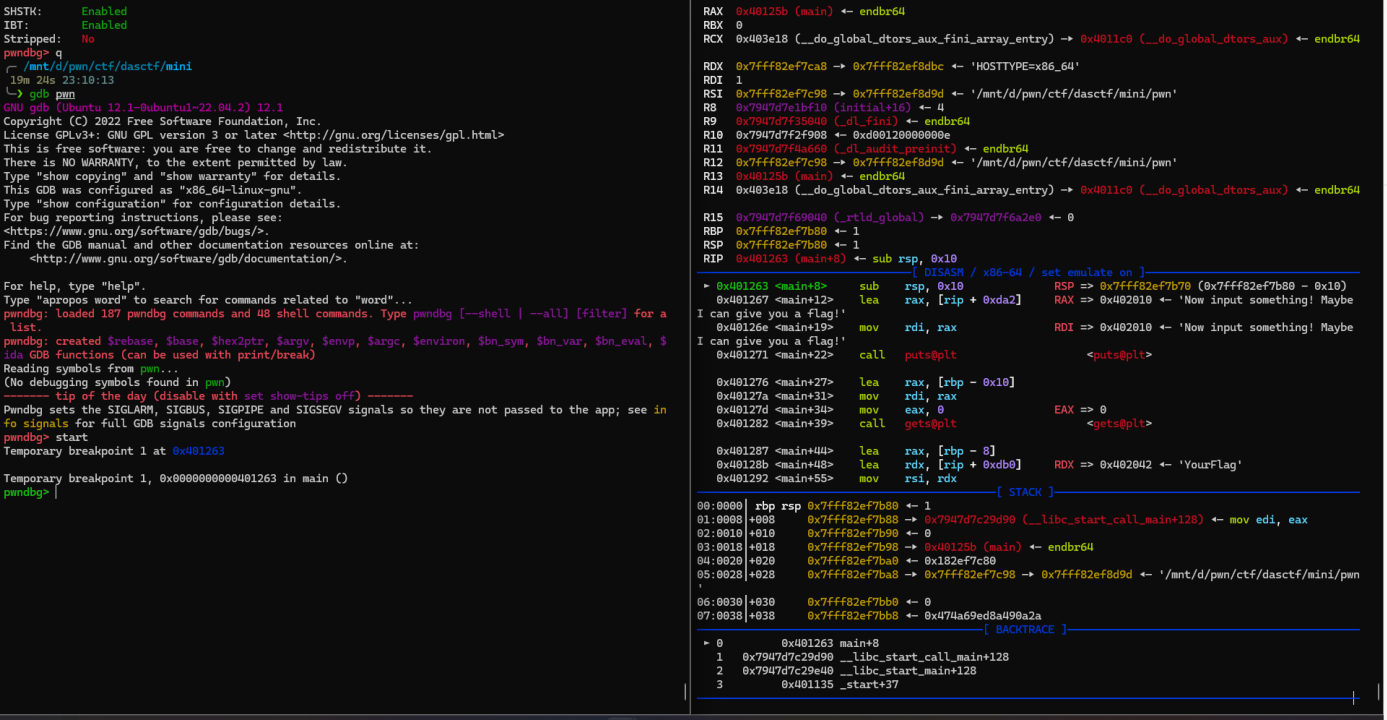 SHSTK:      Enabled
IBT:        Enabled
Stripped:   No
pwndbg> q
/mnt/d/pwn/ctf/dasctf/mini
19m 24s 23:10:13
❯ gdb pwn
GNU gdb (Ubuntu 12.1-0ubuntu1~22.04.2) 12.1
Copyright (C) 2022 Free Software Foundation, Inc.
License GPLv3+: GNU GPL version 3 or later <http://gnu.org/licenses/gpl.html>
This is free software: you are free to change and redistribute it.
There is NO WARRANTY, to the extent permitted by law.
Type "show copying" and "show warranty" for details.
This GDB was configured as "x86_64-linux-gnu".
Type "show configuration" for configuration details.
For bug reporting instructions, please see:
<https://www.gnu.org/software/gdb/bugs/>.
Find the GDB manual and other documentation resources online at:
    <http://www.gnu.org/software/gdb/documentation/>.
For help, type "help".
Type "apropos word" to search for commands related to "word"...
pwndbg: loaded 187 pwndbg commands and 48 shell commands. Type pwndbg [--shell | --all] [filter] for a
 list.
pwndbg: created $rebase, $base, $hex2ptr, $argv, $envp, $argc, $environ, $bn_sym, $bn_var, $bn_eval, $
ida GDB functions (can be used with print/break)
Reading symbols from pwn...
(No debugging symbols found in pwn)
------- tip of the day (disable with set show-tips off) -------
Pwndbg sets the SIGLARM, SIGBUS, SIGPIPE and SIGSEGV signals so they are not passed to the app; see in
fo signals for full GDB signals configuration
pwndbg> start
Temporary breakpoint 1 at 0x401263
Temporary breakpoint 1, 0x0000000000401263 in main ()
pwndbg>
RAX  0x40125b (main) ◂— endbr64
RBX  0
RCX  0x403e18 (__do_global_dtors_aux_fini_array_entry) —▸ 0x4011c0 (__do_global_dtors_aux) ◂— endbr64
RDX  0x7fff82ef7ca8 —▸ 0x7fff82ef8dbc ◂— 'HOSTTYPE=x86_64'
RDI  1
RSI  0x7fff82ef7c98 —▸ 0x7fff82ef8d9d ◂— '/mnt/d/pwn/ctf/dasctf/mini/pwn'
R8   0x7947d7e1bf10 (initial+16) ◂— 4
R9   0x7947d7f35040 (_dl_fini) ◂— endbr64
R10  0x7947d7f2f908 ◂— 0xd00120000000e
R11  0x7947d7f4a660 (_dl_audit_preinit) ◂— endbr64
R12  0x7fff82ef7c98 —▸ 0x7fff82ef8d9d ◂— '/mnt/d/pwn/ctf/dasctf/mini/pwn'
R13  0x40125b (main) ◂— endbr64
R14  0x403e18 (__do_global_dtors_aux_fini_array_entry) —▸ 0x4011c0 (__do_global_dtors_aux) ◂— endbr64
R15  0x7947d7f69040 (_rtld_global) —▸ 0x7947d7f6a2e0 ◂— 0
RBP  0x7fff82ef7b80 ◂— 1
RSP  0x7fff82ef7b80 ◂— 1
RIP  0x401263 (main+8) ◂— sub rsp, 0x10
[ DISASM / x86-64 / set emulate on ]
► 0x401263 <main+8>     sub    rsp, 0x10     RSP => 0x7fff82ef7b70 (0x7fff82ef7b80 - 0x10)
0x401267 <main+12>    lea    rax, [rip + 0xda2]     RAX => 0x402010 ◂— 'Now input something! Maybe
I can give you a flag!'
0x40126e <main+19>    mov    rdi, rax     RDI => 0x402010 ◂— 'Now input something! Maybe
I can give you a flag!'
0x401271 <main+22>    call   puts@plt     <puts@plt>
0x401276 <main+27>    lea    rax, [rbp - 0x10]
0x40127a <main+31>    mov    rdi, rax
0x40127d <main+34>    mov    eax, 0     EAX => 0
0x401282 <main+39>    call   gets@plt     <gets@plt>
0x401287 <main+44>    lea    rax, [rbp - 8]
0x40128b <main+48>    lea    rdx, [rip + 0xdb0]     RDX => 0x402042 ◂— 'YourFlag'
0x401292 <main+55>    mov    rsi, rdx
[ STACK ]
00:0000│ rbp rsp 0x7fff82ef7b80 ◂— 1
01:0008│+008     0x7fff82ef7b88 —▸ 0x7947d7c29d90 (__libc_start_call_main+128) ◂— mov edi, eax
02:0010│+010     0x7fff82ef7b90 ◂— 0
03:0018│+018     0x7fff82ef7b98 —▸ 0x40125b (main) ◂— endbr64
04:0020│+020     0x7fff82ef7ba0 ◂— 0x182ef7c80
05:0028│+028     0x7fff82ef7ba8 —▸ 0x7fff82ef7c98 —▸ 0x7fff82ef8d9d ◂— '/mnt/d/pwn/ctf/dasctf/mini/pwn
'
06:0030│+030     0x7fff82ef7bb0 ◂— 0
07:0038│+038     0x7fff82ef7bb8 ◂— 0x474a69ed8a490a2a
[ BACKTRACE ]
► 0         0x401263 main+8
1   0x7947d7c29d90 __libc_start_call_main+128
2   0x7947d7c29e40 __libc_start_main+128
3         0x401135 _start+37